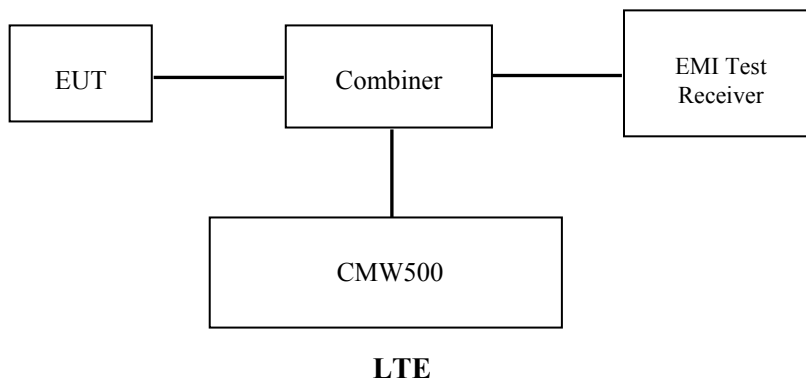 EUT
Combiner
EMI Test
Receiver
CMW500
LTE